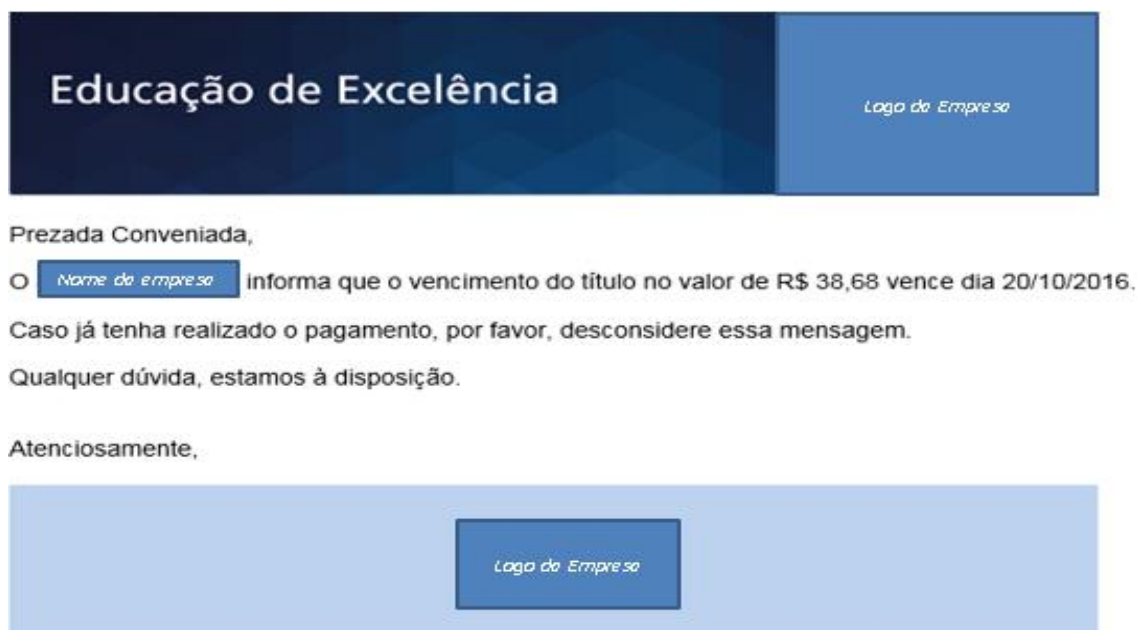 Educação de Excelência
Logo da Empresa
Prezada Conveniada,
O Nome da empresa informa que o vencimento do título no valor de R$ 38,68 vence dia 20/10/2016.
Caso já tenha realizado o pagamento, por favor, desconsidere essa mensagem.
Qualquer dúvida, estamos à disposição.
Atenciosamente,
Logo da Empresa